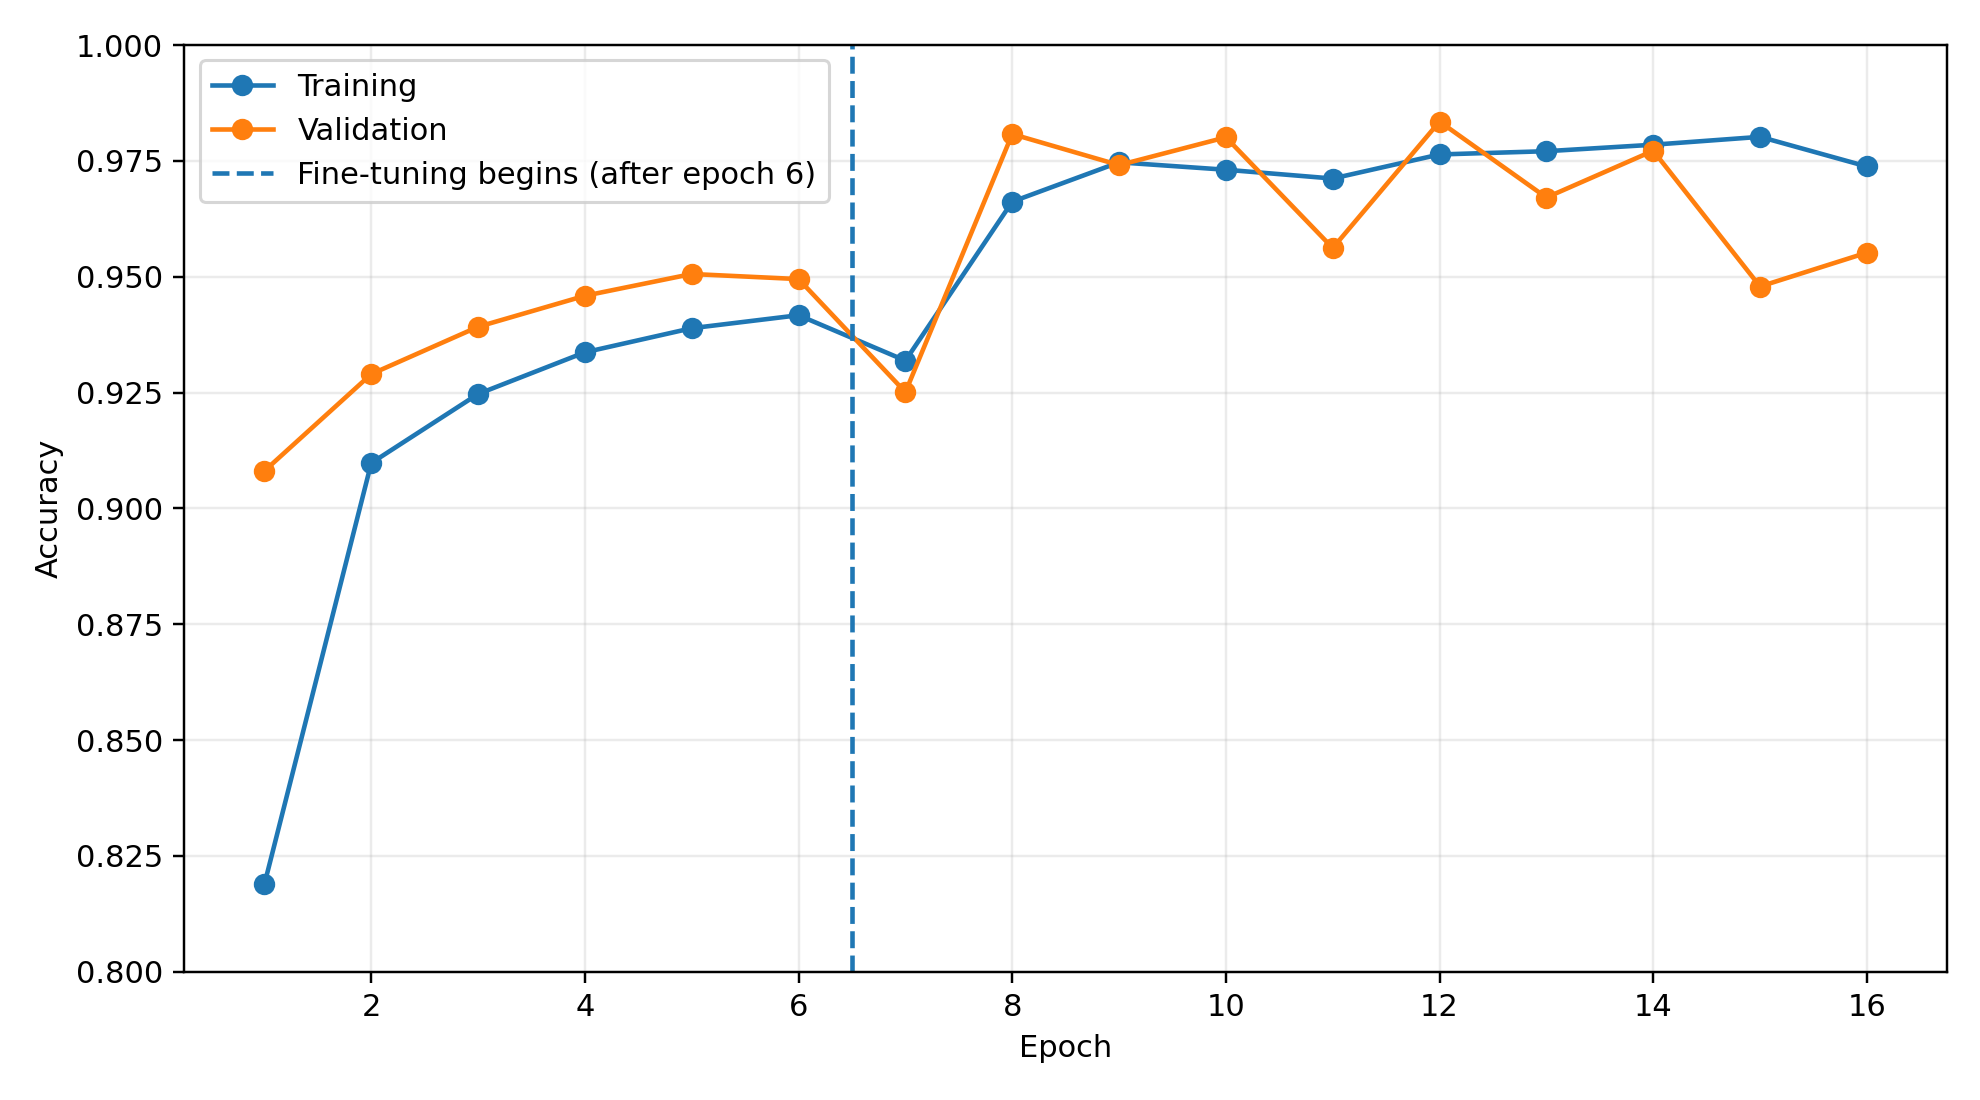 Training
Validation
Fine-tuning begins (after epoch 6)
1.000
0.975
0.950
0.925
0.900
0.875
0.850
0.825
0.800
Accuracy
2 4 6 8 10 12 14 16
Epoch